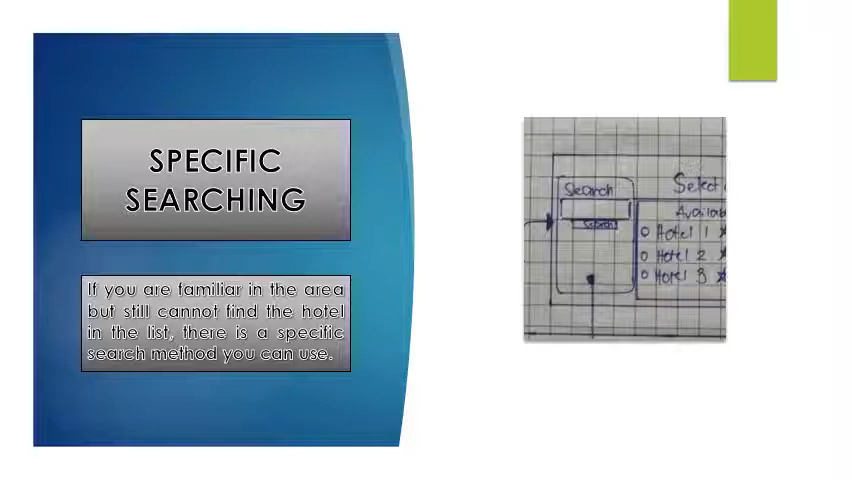 SPECIFIC
SEARCHING
If you are familiar in the area
but still cannot find the hotel
in the list, there is a specific
search method you can use.
Search
Select
Availab
Hotel 1
Hotel 2
Hotel 3